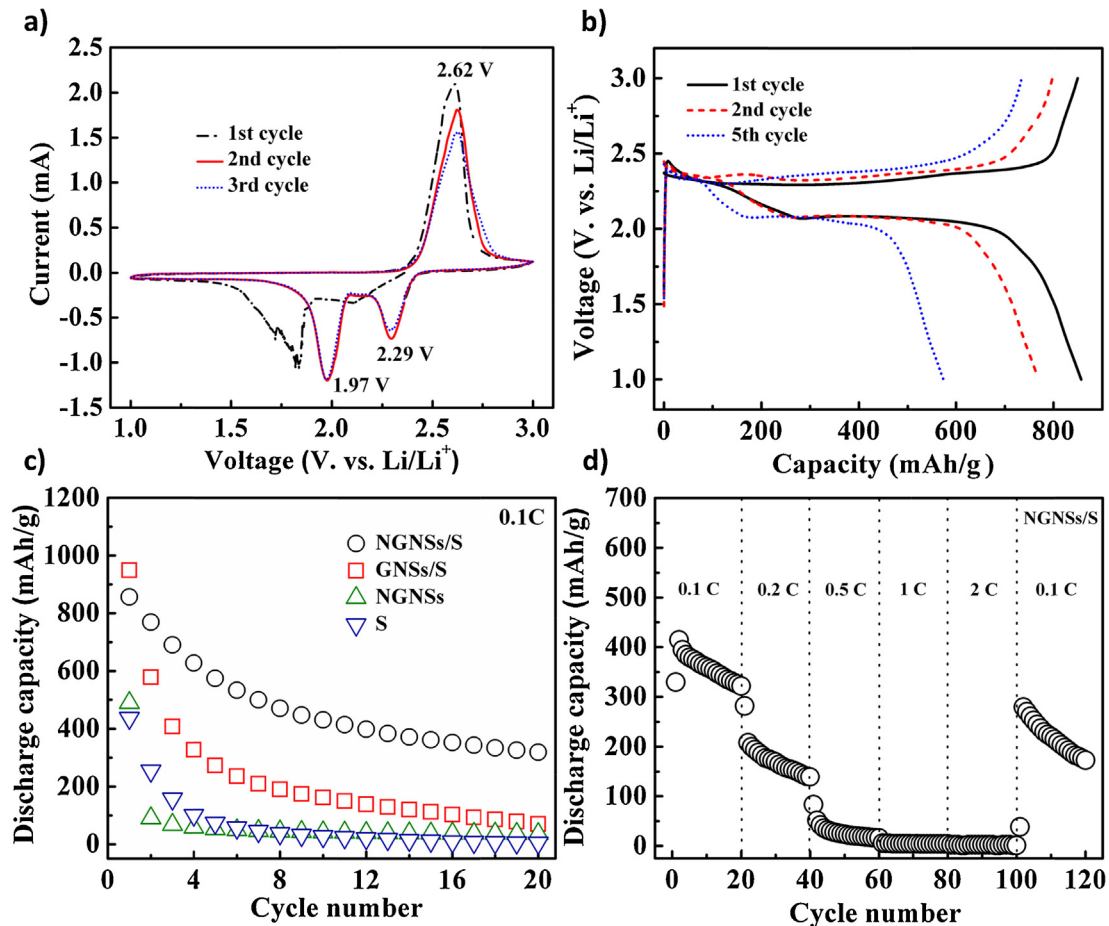 a)
2.5
2.0
1.5
1.0
0.5
0.0
-0.5
-1.0
-1.5
Current (mA)
2.62 V
1st cycle
2nd cycle
3rd cycle
2.29 V
1.97 V
1.0
1.5
2.0
2.5
3.0
Voltage (V. vs. Li/Li+)
b)
3.0
2.5
2.0
1.5
1.0
Voltage (V. vs. Li/Li+)
1st cycle
2nd cycle
5th cycle
0
200
400
600
800
Capacity (mAh/g)
c)
1200
1000
800
600
400
200
0
Discharge capacity (mAh/g)
0.1C
NGNSs/S
GNSs/S
NGNSs
S
0
4
8
12
16
20
Cycle number
d)
700
600
500
400
300
200
100
0
Discharge capacity (mAh/g)
NGNSs/S
0.1 C
0.2 C
0.5 C
1 C
2 C
0.1 C
0
20
40
60
80
100
120
Cycle number